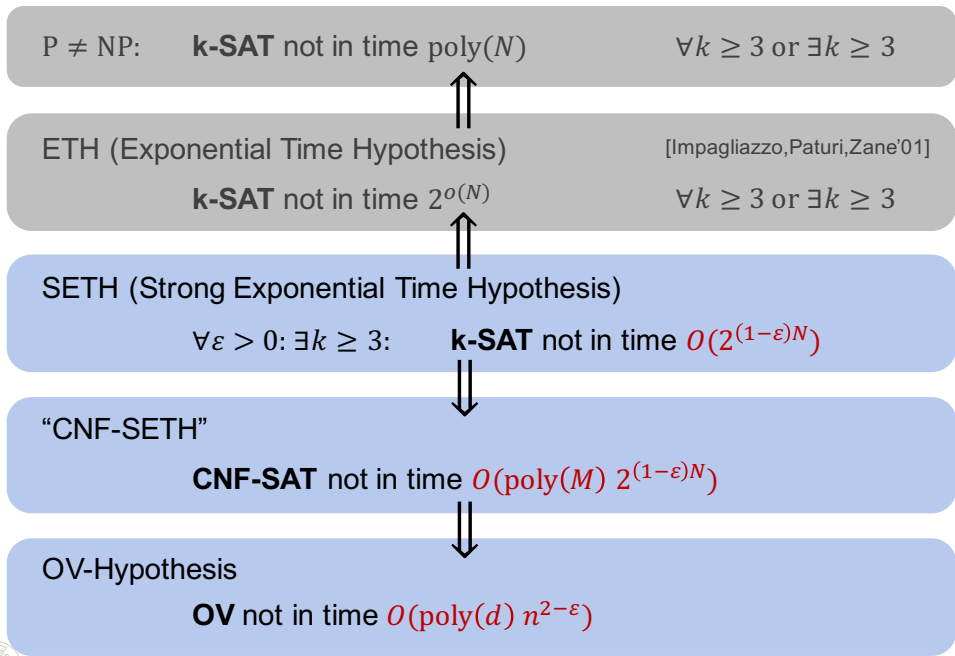 P ≠ NP: k-SAT not in time poly(N) ∀k ≥ 3 or ∃k ≥ 3
ETH (Exponential Time Hypothesis) [Impagliazzo,Paturi,Zane'01]
k-SAT not in time 2^{o(N)} ∀k ≥ 3 or ∃k ≥ 3
SETH (Strong Exponential Time Hypothesis)
∀ε > 0: ∃k ≥ 3: k-SAT not in time O(2^{(1−ε)N})
“CNF-SETH”
CNF-SAT not in time O(poly(M) 2^{(1−ε)N})
OV-Hypothesis
OV not in time O(poly(d) n^{2−ε})